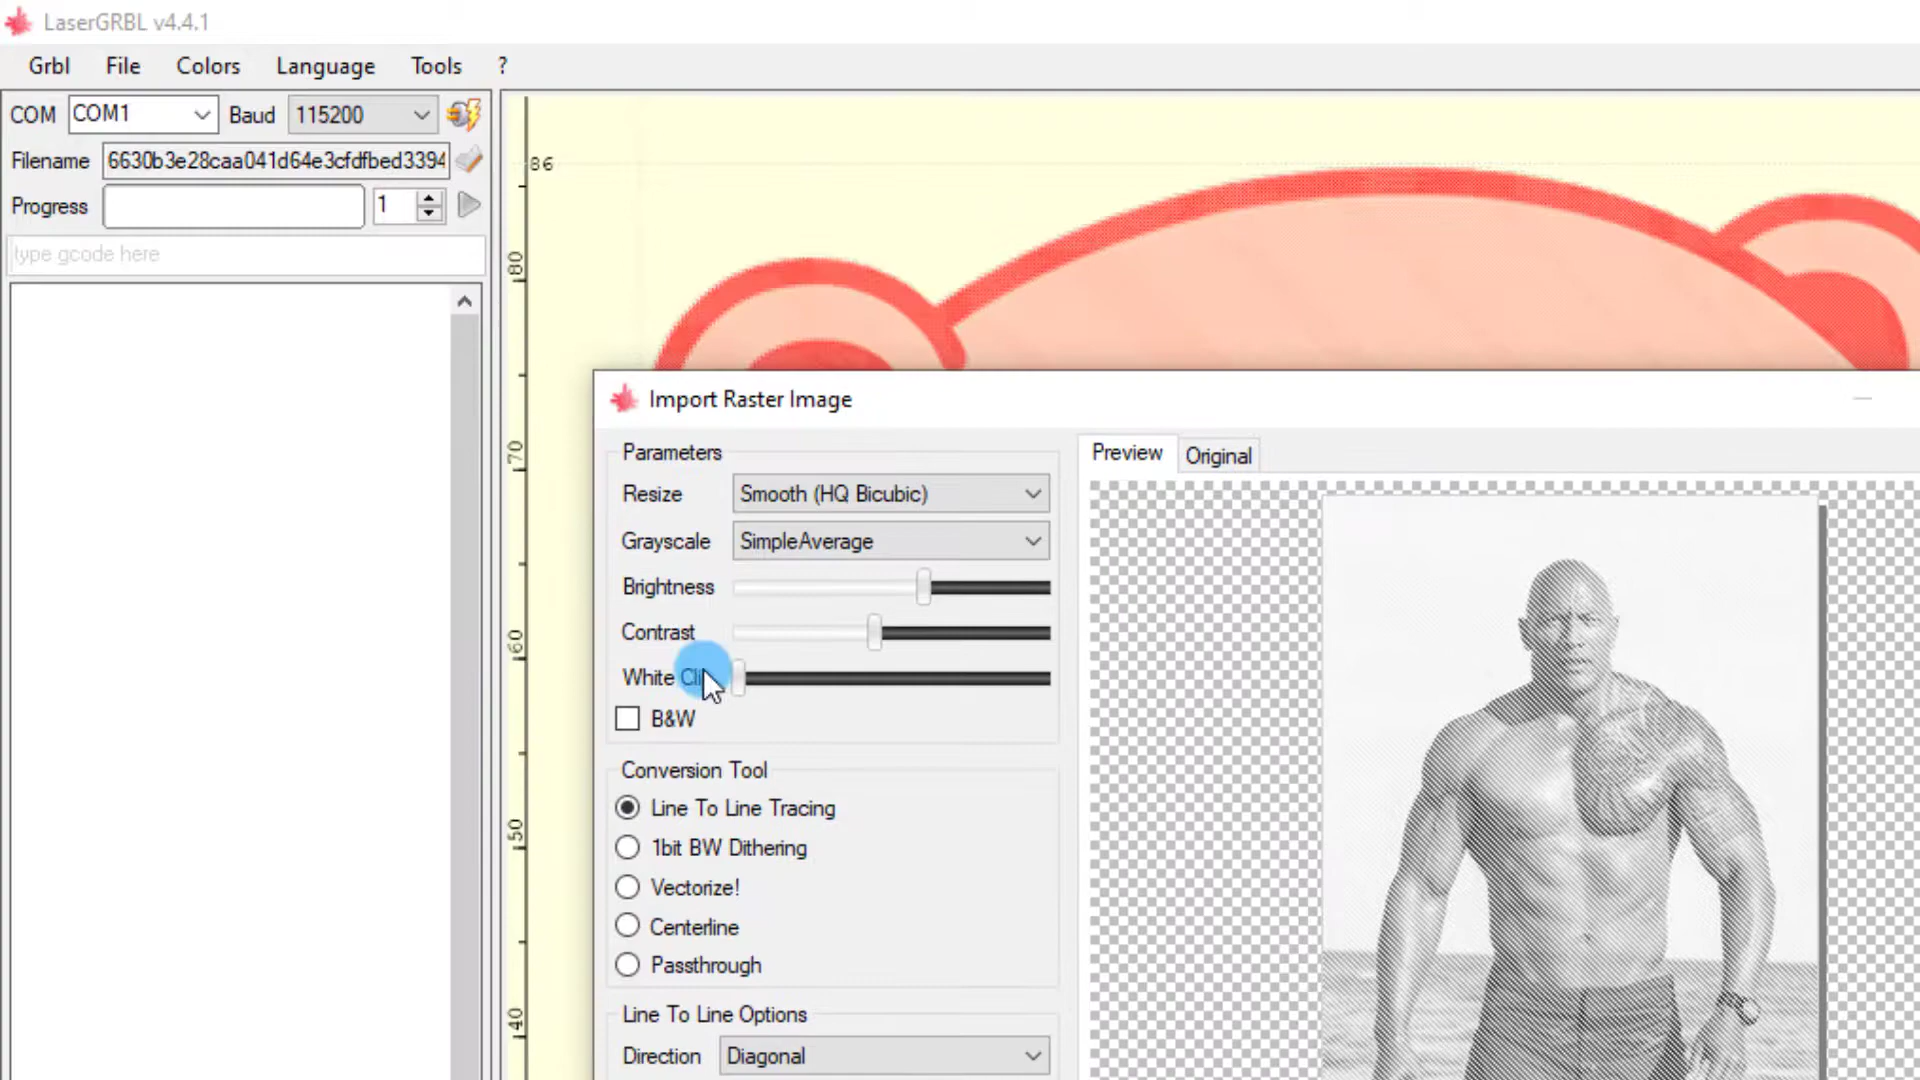 LaserGRBL v4.4.1
Grbl File Colors Language Tools ?
COM COM1 Baud 115200
Filename 6630b3e28caa041d64e3cfdfbed3394
Progress 1
type gcode here
86
80
70
60
50
40
Import Raster Image
Parameters
Resize Smooth (HQ Bicubic)
Grayscale SimpleAverage
Brightness
Contrast
White Cli
B&W
Conversion Tool
Line To Line Tracing
1bit BW Dithering
Vectorize!
Centerline
Passthrough
Line To Line Options
Direction Diagonal
Preview Original